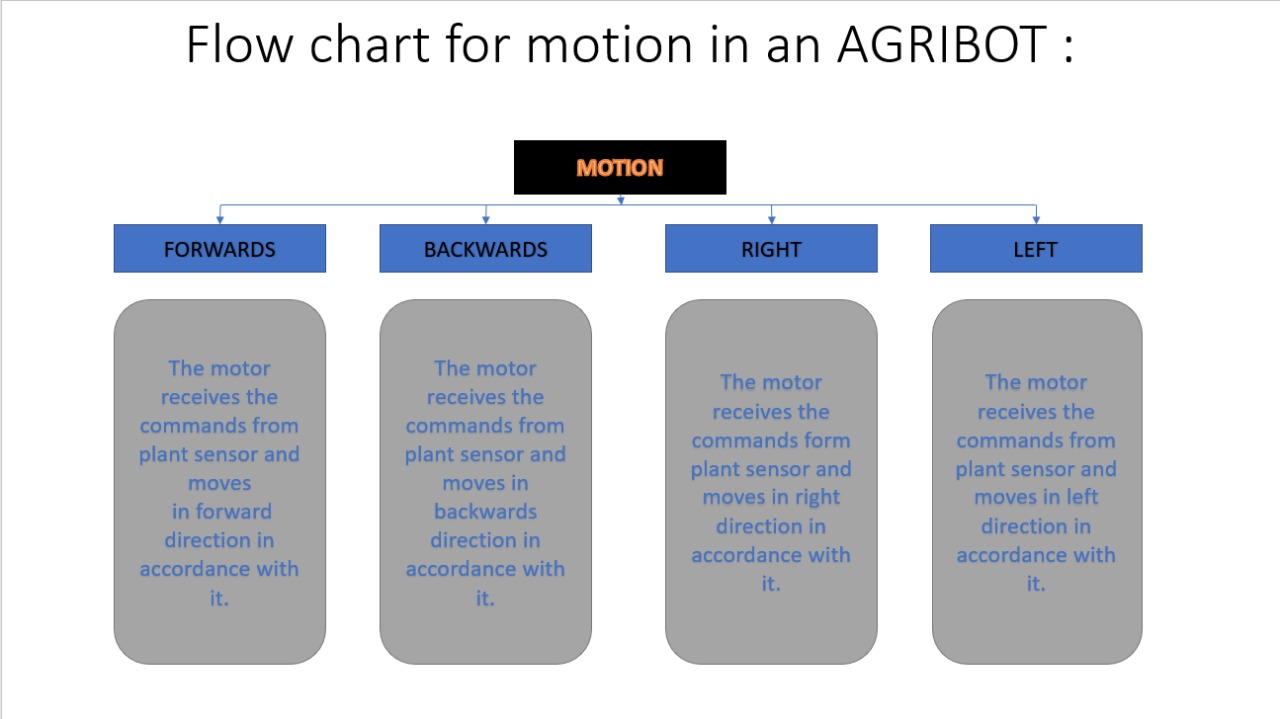 Flow chart for motion in an AGRIBOT :
MOTION
FORWARDS
BACKWARDS
RIGHT
LEFT
The motor
receives the
commands from
plant sensor and
moves
in forward
direction in
accordance with
it.
The motor
receives the
commands from
plant sensor and
moves in
backwards
direction in
accordance with
it.
The motor
receives the
commands form
plant sensor and
moves in right
direction in
accordance with
it.
The motor
receives the
commands from
plant sensor and
moves in left
direction in
accordance with
it.